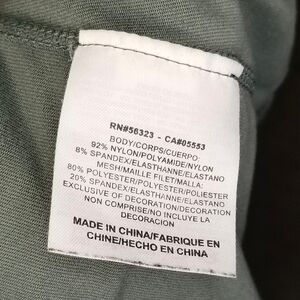 RN#56323 - CA#05553
BODY/CORPS/CUERPO:
92% NYLON/POLYAMIDE/NYLON
8% SPANDEX/ELASTHANNE/ELASTANO
MESH/MAILLE FILET/MALLA:
80% POLYESTER/POLYESTER/POLIÉSTER
20% SPANDEX/ELASTHANNE/ELASTANO
EXCLUSIVE OF DECORATION/DECORATION
NON COMPRISE/NO INCLUYE LA
DECORACION
MADE IN CHINA/FABRIQUE EN
CHINE/HECHO EN CHINA